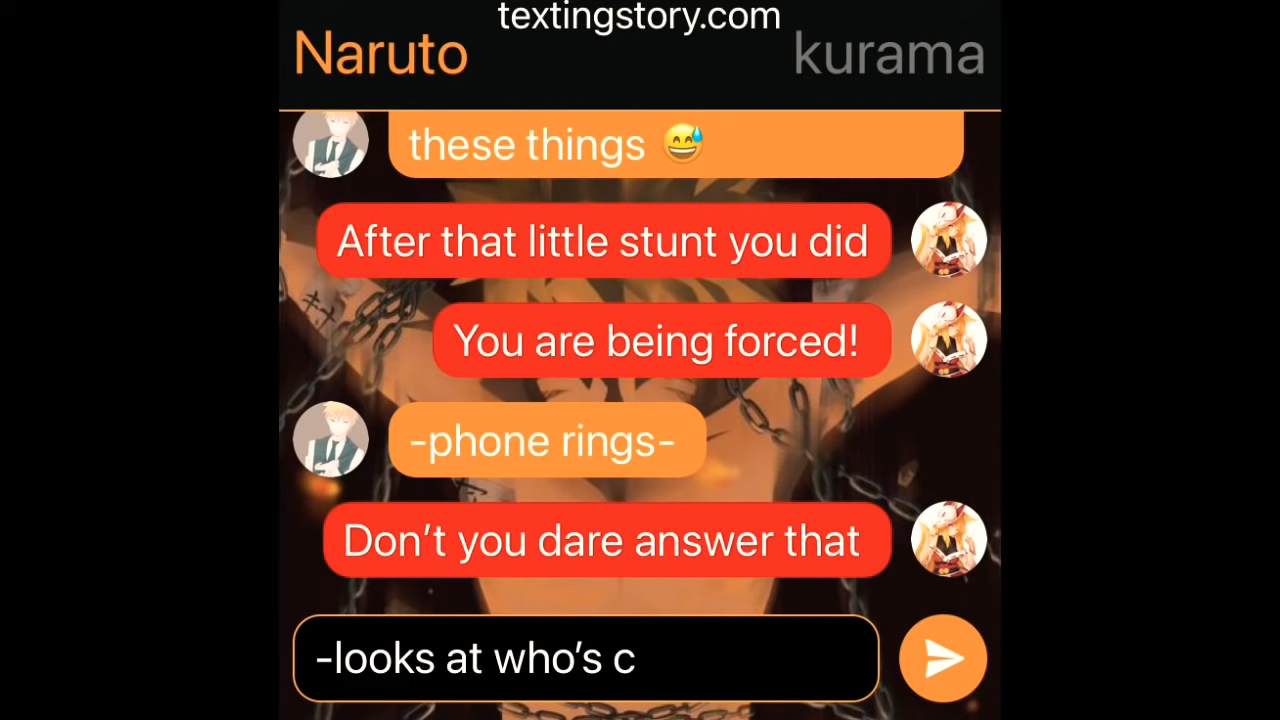 textingstory.com
Naruto
kurama
these things 😅
After that little stunt you did
You are being forced!
-phone rings-
Don’t you dare answer that
-looks at who’s c